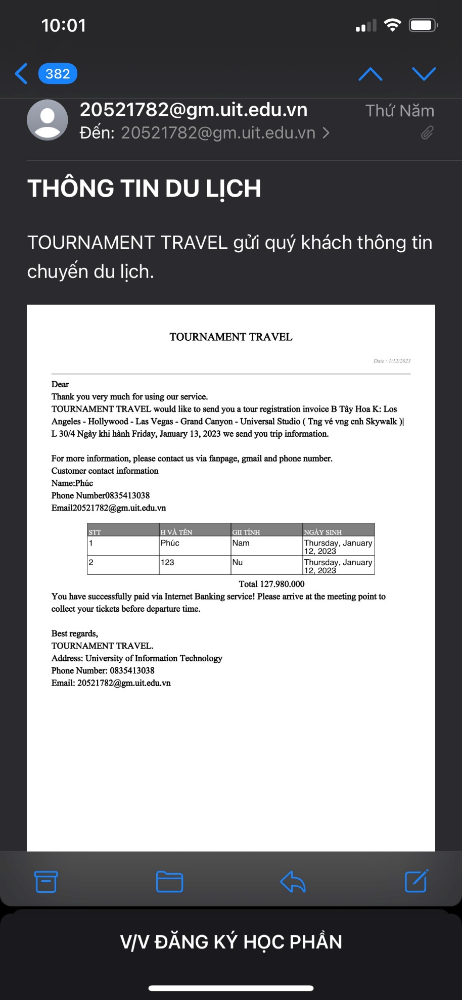 10:01
382
20521782@gm.uit.edu.vn
Thứ Năm
Đến: 20521782@gm.uit.edu.vn
THÔNG TIN DU LỊCH
TOURNAMENT TRAVEL gửi quý khách thông tin
chuyến du lịch.
TOURNAMENT TRAVEL
Date : 1/12/2023
Dear
Thank you very much for using our service.
TOURNAMENT TRAVEL would like to send you a tour registration invoice B Tây Hoa K: Los
Angeles - Hollywood - Las Vegas - Grand Canyon - Universal Studio ( Tng vé vng cnh Skywalk )|
L 30/4 Ngày khi hành Friday, January 13, 2023 we send you trip information.
For more information, please contact us via fanpage, gmail and phone number.
Customer contact information
Name:Phúc
Phone Number0835413038
Email20521782@gm.uit.edu.vn
STT H VÀ TÊN GII TÍNH NGÀY SINH
1 Phúc Nam Thursday, January
12, 2023
2 123 Nu Thursday, January
12, 2023
Total 127.980.000
You have successfully paid via Internet Banking service! Please arrive at the meeting point to
collect your tickets before departure time.
Best regards,
TOURNAMENT TRAVEL.
Address: University of Information Technology
Phone Number: 0835413038
Email: 20521782@gm.uit.edu.vn
V/V ĐĂNG KÝ HỌC PHẦN